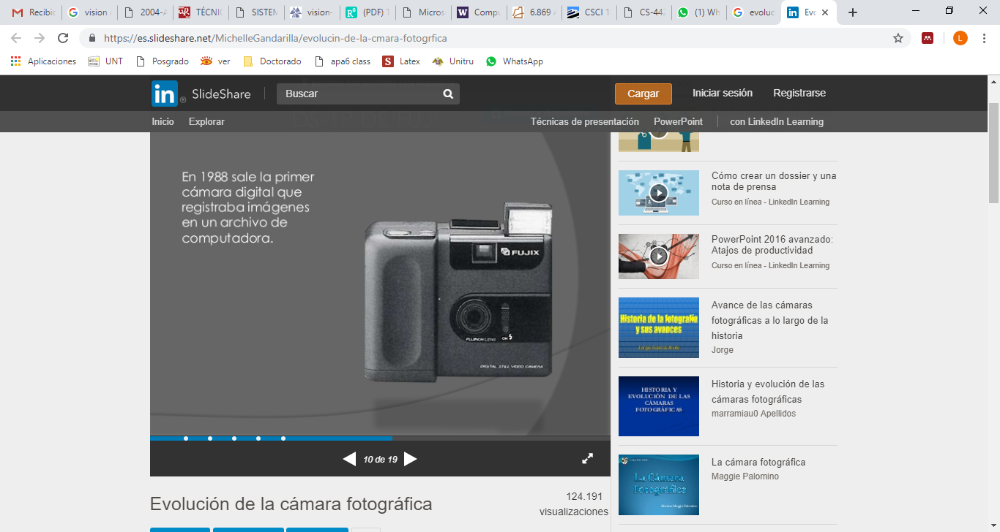 Recibic
vision
2004-A
TÉCNIC
SISTEM
vision-
(PDF) T
Micros
Compu
6.869
CSCI 1
CS-442
(1) Wh
evoluc
Evo
https://es.slideshare.net/MichelleGandarilla/evolucin-de-la-cmara-fotogrfica
L
Aplicaciones
UNT
Posgrado
ver
Doctorado
apa6 class
Latex
Unitru
WhatsApp
in SlideShare
Buscar
Cargar
Iniciar sesión
Registrarse
Inicio
Explorar
Técnicas de presentación
PowerPoint
con LinkedIn Learning
En 1988 sale la primer
cámara digital que
registraba imágenes
en un archivo de
computadora.
FUJIX
FUJINON LENS
ON
DIGITAL STILL VIDEO CAMERA
10 de 19
Evolución de la cámara fotográfica
124.191
visualizaciones
Cómo crear un dossier y una
nota de prensa
Curso en línea - LinkedIn Learning
PowerPoint 2016 avanzado:
Atajos de productividad
Curso en línea - LinkedIn Learning
Historia de la fotografía
y sus avances
Avance de las cámaras
fotográficas a lo largo de la
historia
Jorge
HISTORIA Y
EVOLUCIÓN DE LAS
CÁMARAS
FOTOGRÁFICAS
Historia y evolución de las
cámaras fotográficas
marramiau0 Apellidos
La Cámara
Fotográfica
La cámara fotográfica
Maggie Palomino